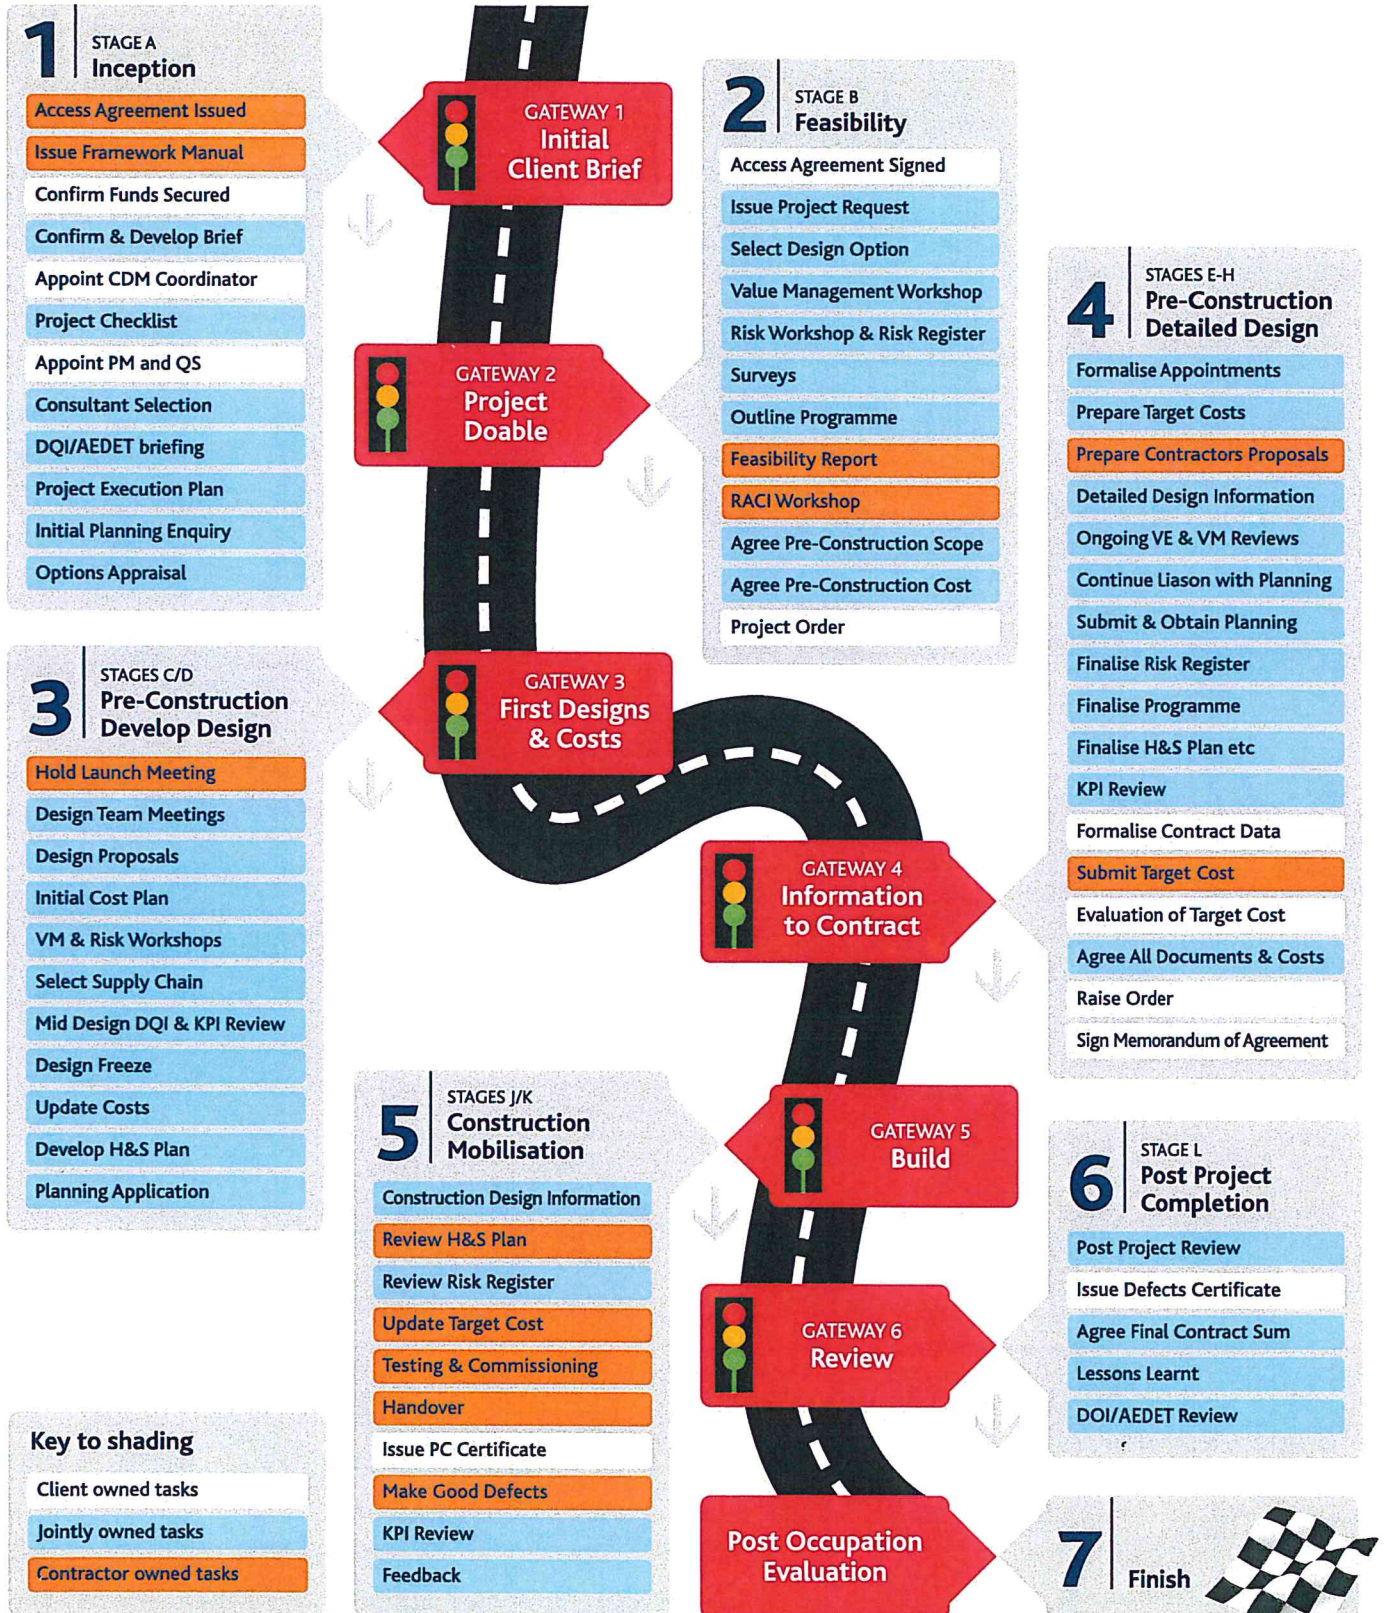 1
STAGE A
Inception
Access Agreement Issued
Issue Framework Manual
Confirm Funds Secured
Confirm & Develop Brief
Appoint CDM Coordinator
Project Checklist
Appoint PM and QS
Consultant Selection
DQI/AEDET briefing
Project Execution Plan
Initial Planning Enquiry
Options Appraisal
GATEWAY 1
Initial
Client Brief
2
STAGE B
Feasibility
Access Agreement Signed
Issue Project Request
Select Design Option
Value Management Workshop
Risk Workshop & Risk Register
Surveys
Outline Programme
Feasibility Report
RACI Workshop
Agree Pre-Construction Scope
Agree Pre-Construction Cost
Project Order
GATEWAY 2
Project
Doable
3
STAGES C/D
Pre-Construction
Develop Design
Hold Launch Meeting
Design Team Meetings
Design Proposals
Initial Cost Plan
VM & Risk Workshops
Select Supply Chain
Mid Design DQI & KPI Review
Design Freeze
Update Costs
Develop H&S Plan
Planning Application
GATEWAY 3
First Designs
& Costs
4
STAGES E-H
Pre-Construction
Detailed Design
Formalise Appointments
Prepare Target Costs
Prepare Contractors Proposals
Detailed Design Information
Ongoing VE & VM Reviews
Continue Liason with Planning
Submit & Obtain Planning
Finalise Risk Register
Finalise Programme
Finalise H&S Plan etc
KPI Review
Formalise Contract Data
Submit Target Cost
Evaluation of Target Cost
Agree All Documents & Costs
Raise Order
Sign Memorandum of Agreement
GATEWAY 4
Information
to Contract
5
STAGES J/K
Construction
Mobilisation
Construction Design Information
Review H&S Plan
Review Risk Register
Update Target Cost
Testing & Commissioning
Handover
Issue PC Certificate
Make Good Defects
KPI Review
Feedback
GATEWAY 5
Build
6
STAGE L
Post Project
Completion
Post Project Review
Issue Defects Certificate
Agree Final Contract Sum
Lessons Learnt
DOI/AEDET Review
GATEWAY 6
Review
Post Occupation
Evaluation
7
Finish
Key to shading
Client owned tasks
Jointly owned tasks
Contractor owned tasks